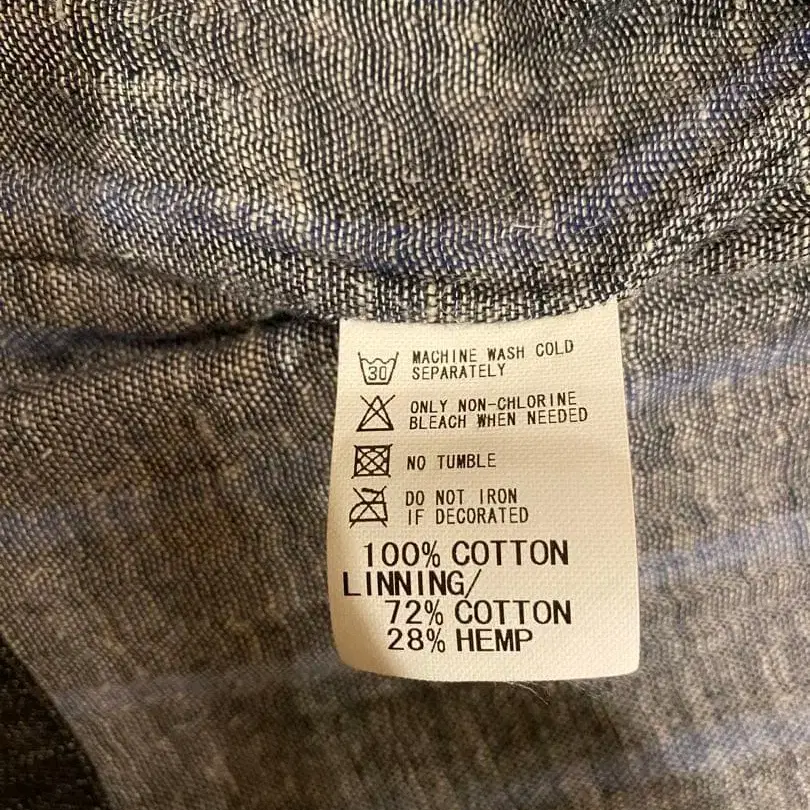 30
MACHINE WASH COLD
SEPARATELY
ONLY NON-CHLORINE
BLEACH WHEN NEEDED
NO TUMBLE
DO NOT IRON
IF DECORATED
100% COTTON
LINNING/
72% COTTON
28% HEMP